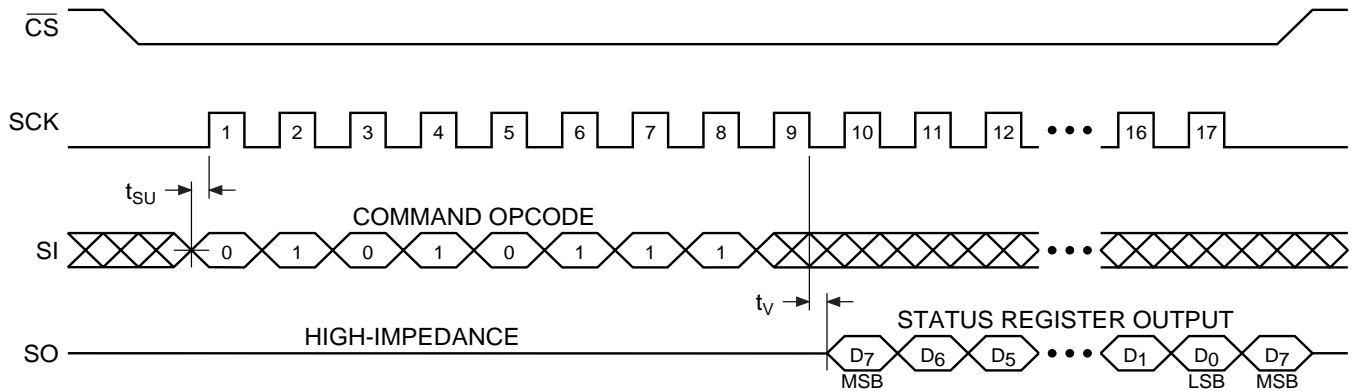 CS
SCK 1 2 3 4 5 6 7 8 9 10 11 12 16 17
tSU
COMMAND OPCODE
SI 0 1 0 1 0 1 1 1
tV
HIGH-IMPEDANCE STATUS REGISTER OUTPUT
SO D7 D6 D5 D1 D0 D7
MSB LSB MSB